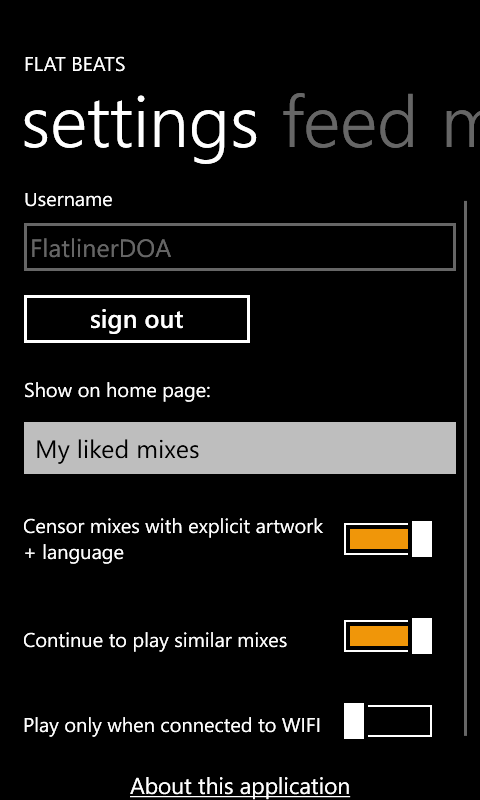 FLAT BEATS
settings feed m
Username
FlatlinerDOA
sign out
Show on home page:
My liked mixes
Censor mixes with explicit artwork
+ language
Continue to play similar mixes
Play only when connected to WIFI
About this application